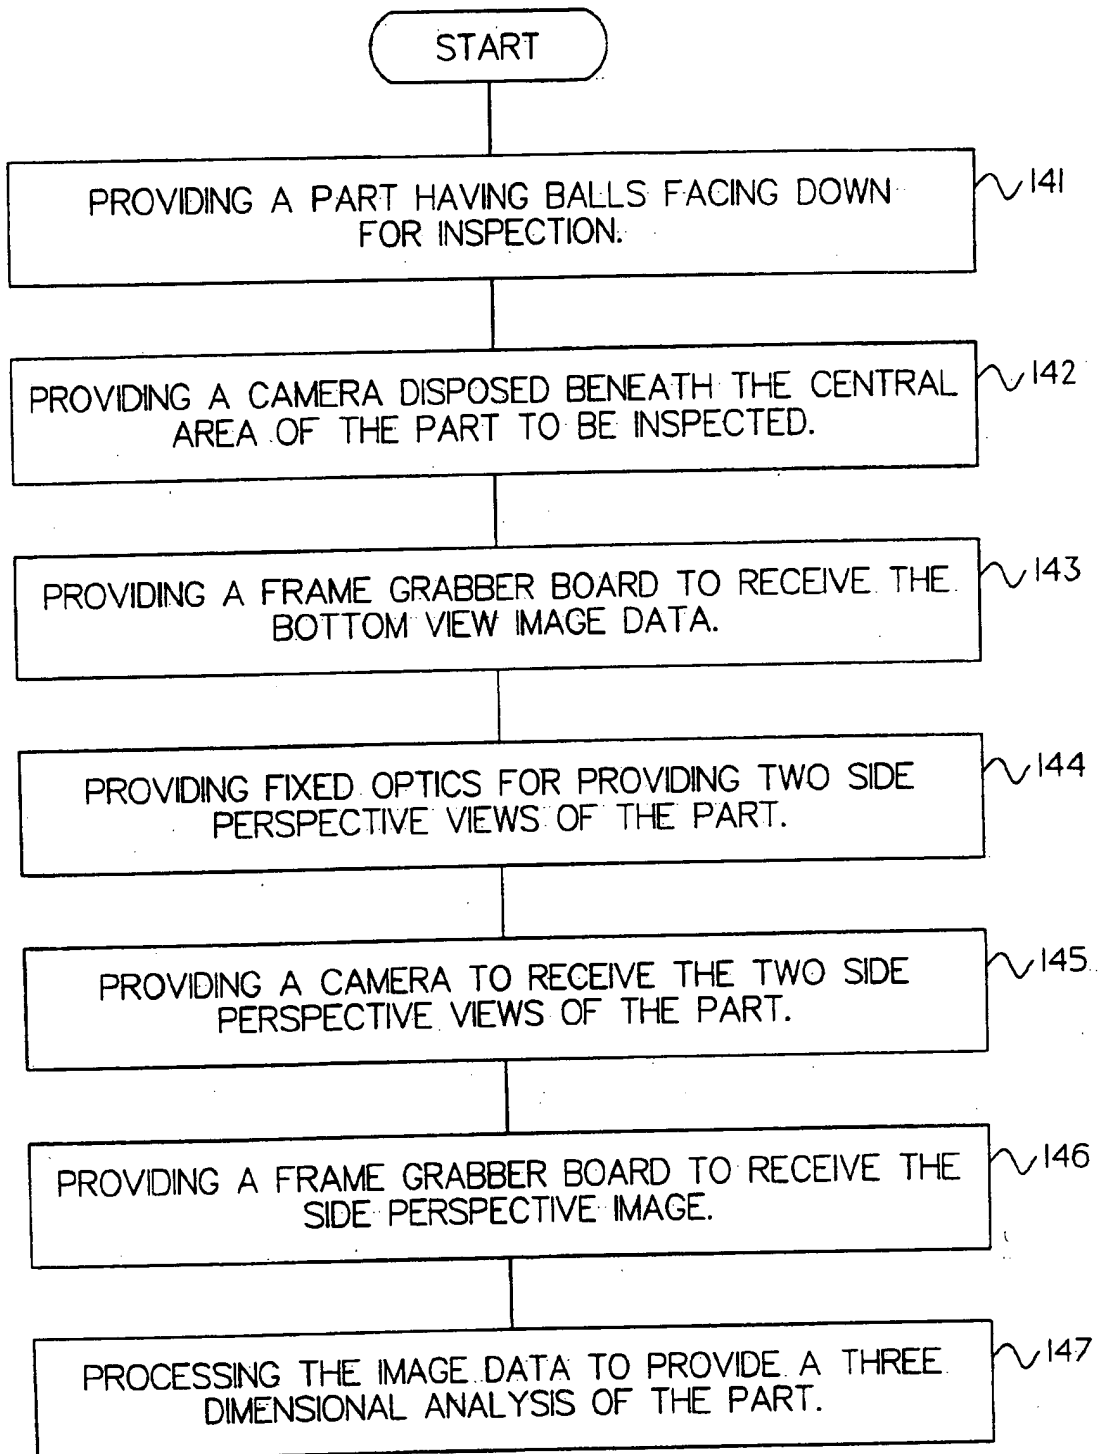 START
PROVIDING A PART HAVING BALLS FACING DOWN
FOR INSPECTION.
141
PROVIDING A CAMERA DISPOSED BENEATH THE CENTRAL
AREA OF THE PART TO BE INSPECTED.
142
PROVIDING A FRAME GRABBER BOARD TO RECEIVE THE
BOTTOM VIEW IMAGE DATA.
143
PROVIDING FIXED OPTICS FOR PROVIDING TWO SIDE
PERSPECTIVE VIEWS OF THE PART.
144
PROVIDING A CAMERA TO RECEIVE THE TWO SIDE
PERSPECTIVE VIEWS OF THE PART.
145
PROVIDING A FRAME GRABBER BOARD TO RECEIVE THE
SIDE PERSPECTIVE IMAGE.
146
PROCESSING THE IMAGE DATA TO PROVIDE A THREE
DIMENSIONAL ANALYSIS OF THE PART.
147